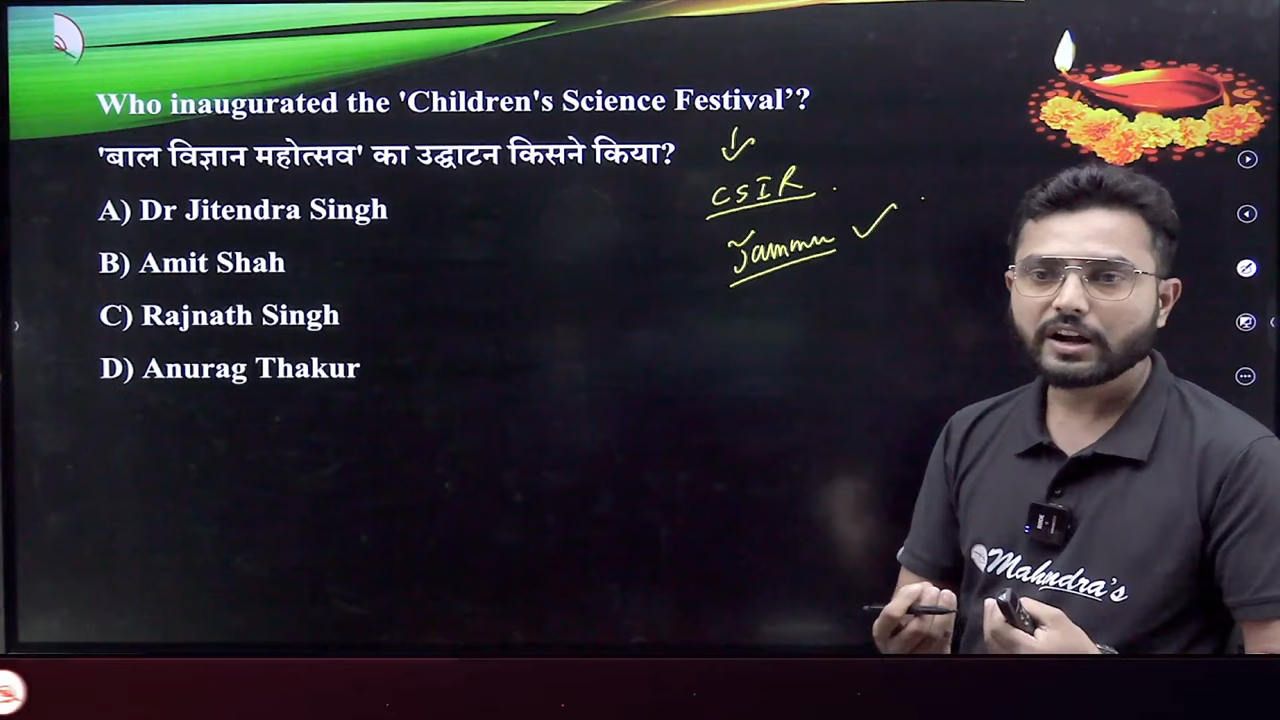 Who inaugurated the 'Children's Science Festival’?
'बाल विज्ञान महोत्सव' का उद्घाटन किसने किया?
CSIR
A) Dr Jitendra Singh
Jammu
B) Amit Shah
C) Rajnath Singh
D) Anurag Thakur
Mahendra's